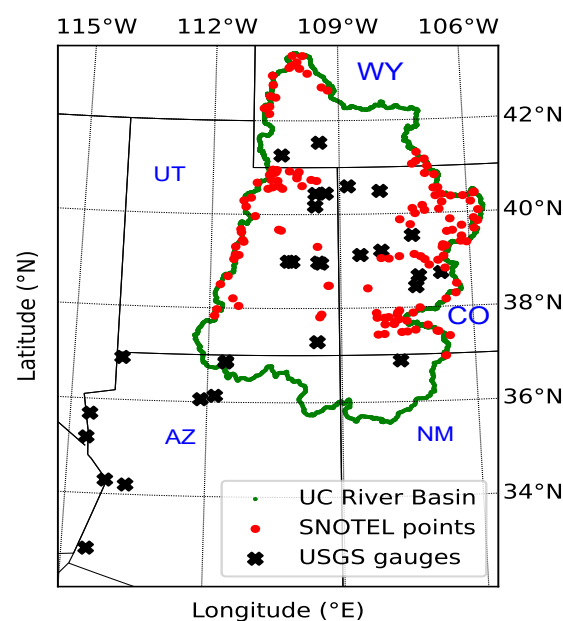 115°W 112°W 109°W 106°W
WY
42°N
UT
40°N
38°N
CO
Latitude (°N)
36°N
AZ NM
34°N
UC River Basin
SNOTEL points
USGS gauges
Longitude (°E)